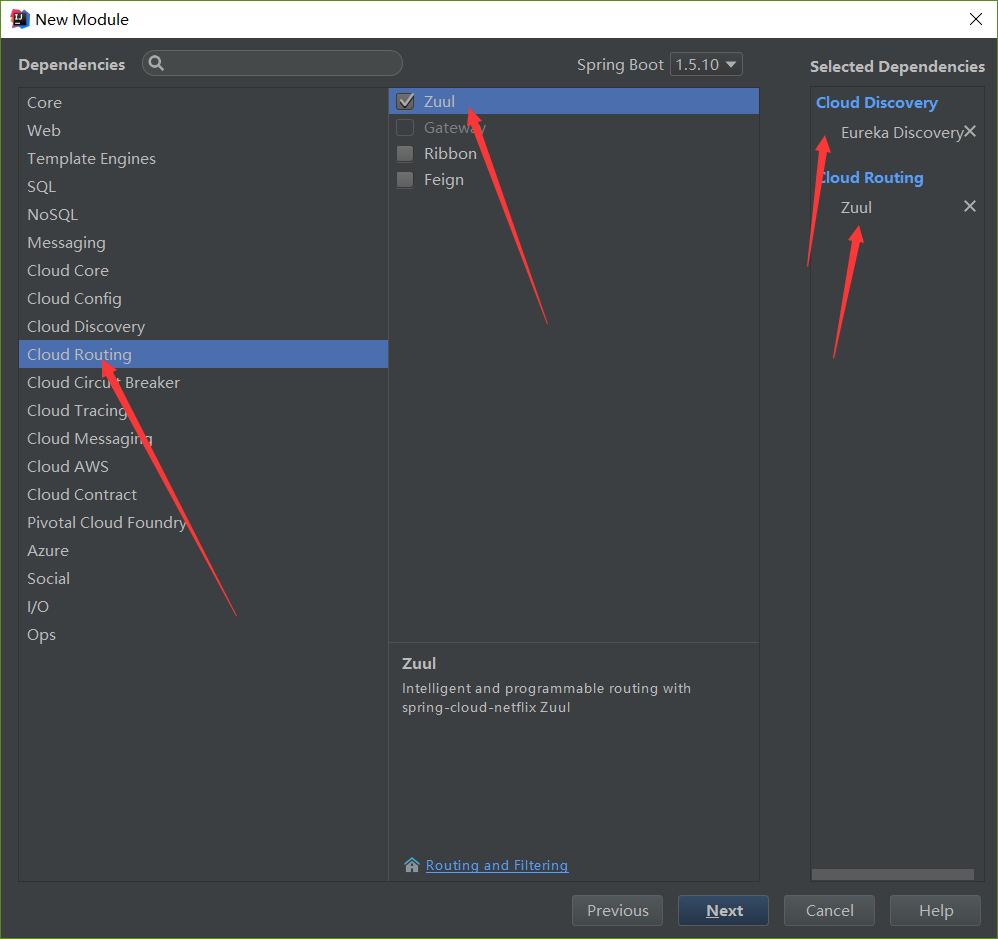 New Module
Dependencies
Spring Boot 1.5.10
Selected Dependencies
Core
Web
Template Engines
SQL
NoSQL
Messaging
Cloud Core
Cloud Config
Cloud Discovery
Cloud Routing
Cloud Circuit Breaker
Cloud Tracing
Cloud Messaging
Cloud AWS
Cloud Contract
Pivotal Cloud Foundry
Azure
Social
I/O
Ops
Zuul
Gateway
Ribbon
Feign
Zuul
Intelligent and programmable routing with
spring-cloud-netflix Zuul
Routing and Filtering
Cloud Discovery
Eureka Discovery
Cloud Routing
Zuul
Previous
Next
Cancel
Help